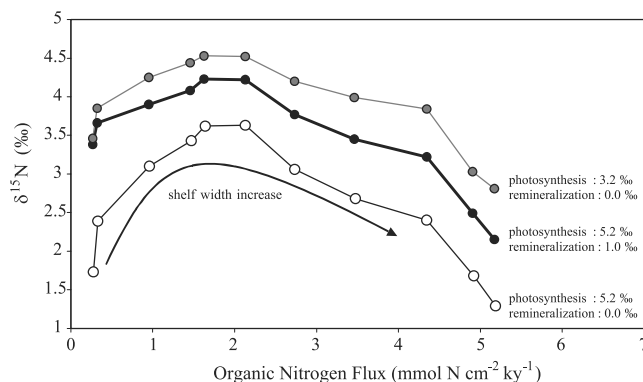 5
4.5
4
3.5
3
2.5
2
1.5
1
δ¹⁵N (‰)
shelf width increase
photosynthesis : 3.2 ‰
remineralization : 0.0 ‰
photosynthesis : 5.2 ‰
remineralization : 1.0 ‰
photosynthesis : 5.2 ‰
remineralization : 0.0 ‰
0 1 2 3 4 5 6 7
Organic Nitrogen Flux (mmol N cm⁻² ky⁻¹)